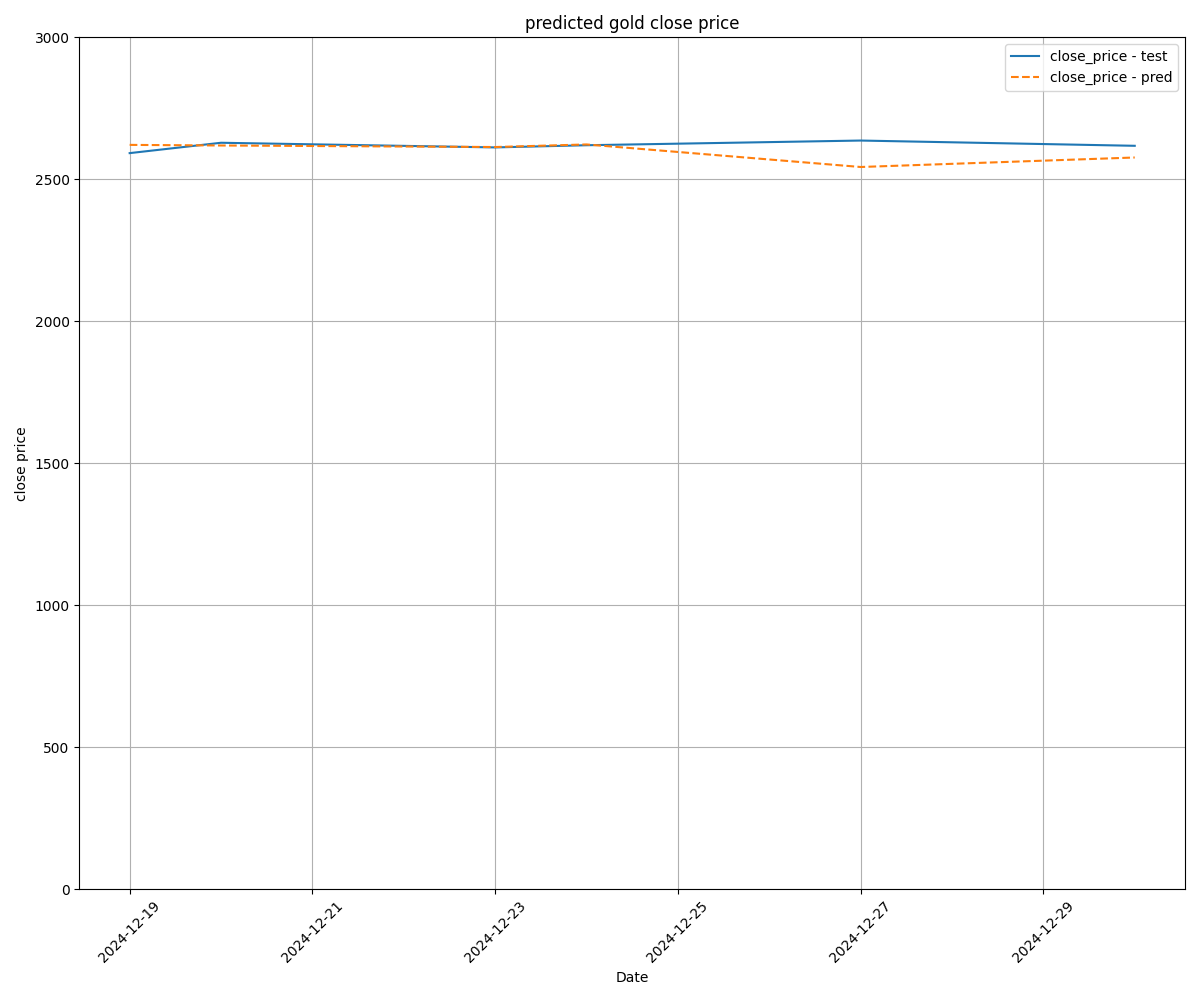 predicted gold close price
close_price - test
close_price - pred
3000
2500
2000
1500
1000
500
0
close price
2024-12-19
2024-12-21
2024-12-23
2024-12-25
2024-12-27
2024-12-29
Date